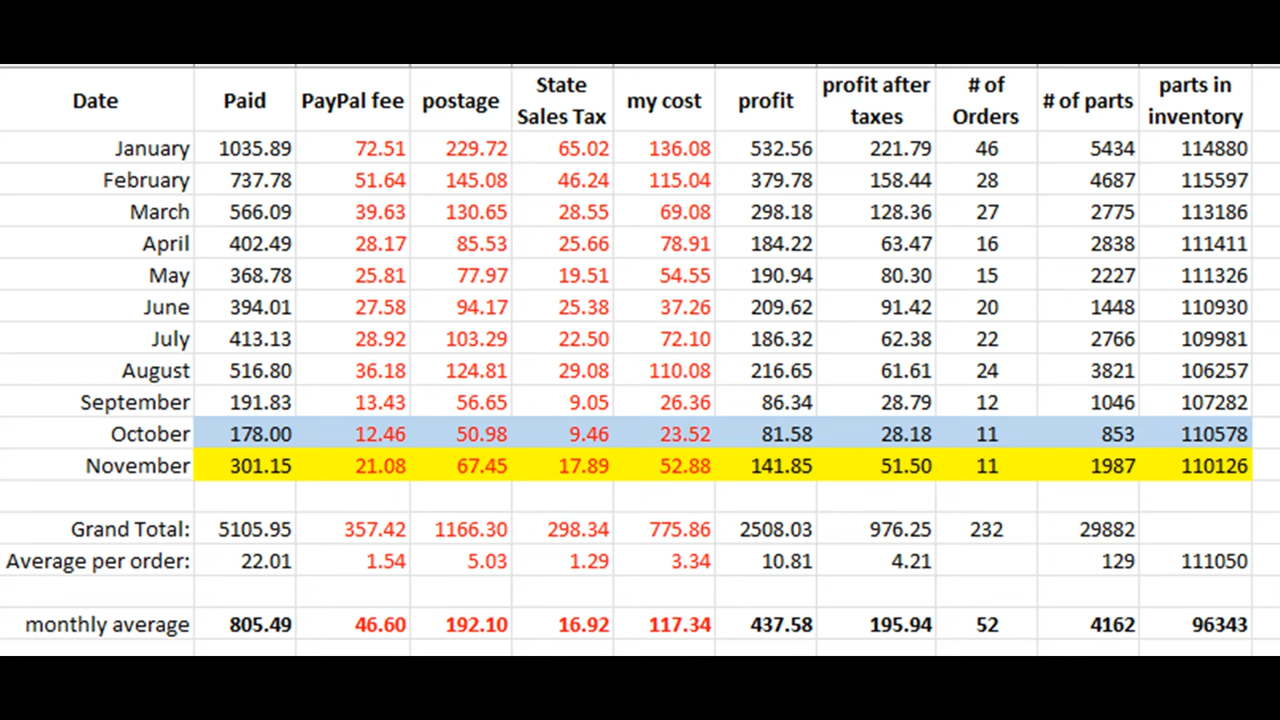 Date Paid PayPal fee postage State Sales Tax my cost profit profit after taxes # of Orders # of parts parts in inventory
January 1035.89 72.51 229.72 65.02 136.08 532.56 221.79 46 5434 114880
February 737.78 51.64 145.08 46.24 115.04 379.78 158.44 28 4687 115597
March 566.09 39.63 130.65 28.55 69.08 298.18 128.36 27 2775 113186
April 402.49 28.17 85.53 25.66 78.91 184.22 63.47 16 2838 111411
May 368.78 25.81 77.97 19.51 54.55 190.94 80.30 15 2227 111326
June 394.01 27.58 94.17 25.38 37.26 209.62 91.42 20 1448 110930
July 413.13 28.92 103.29 22.50 72.10 186.32 62.38 22 2766 109981
August 516.80 36.18 124.81 29.08 110.08 216.65 61.61 24 3821 106257
September 191.83 13.43 56.65 9.05 26.36 86.34 28.79 12 1046 107282
October 178.00 12.46 50.98 9.46 23.52 81.58 28.18 11 853 110578
November 301.15 21.08 67.45 17.89 52.88 141.85 51.50 11 1987 110126
Grand Total: 5105.95 357.42 1166.30 298.34 775.86 2508.03 976.25 232 29882
Average per order: 22.01 1.54 5.03 1.29 3.34 10.81 4.21 129 111050
monthly average 805.49 46.60 192.10 16.92 117.34 437.58 195.94 52 4162 96343